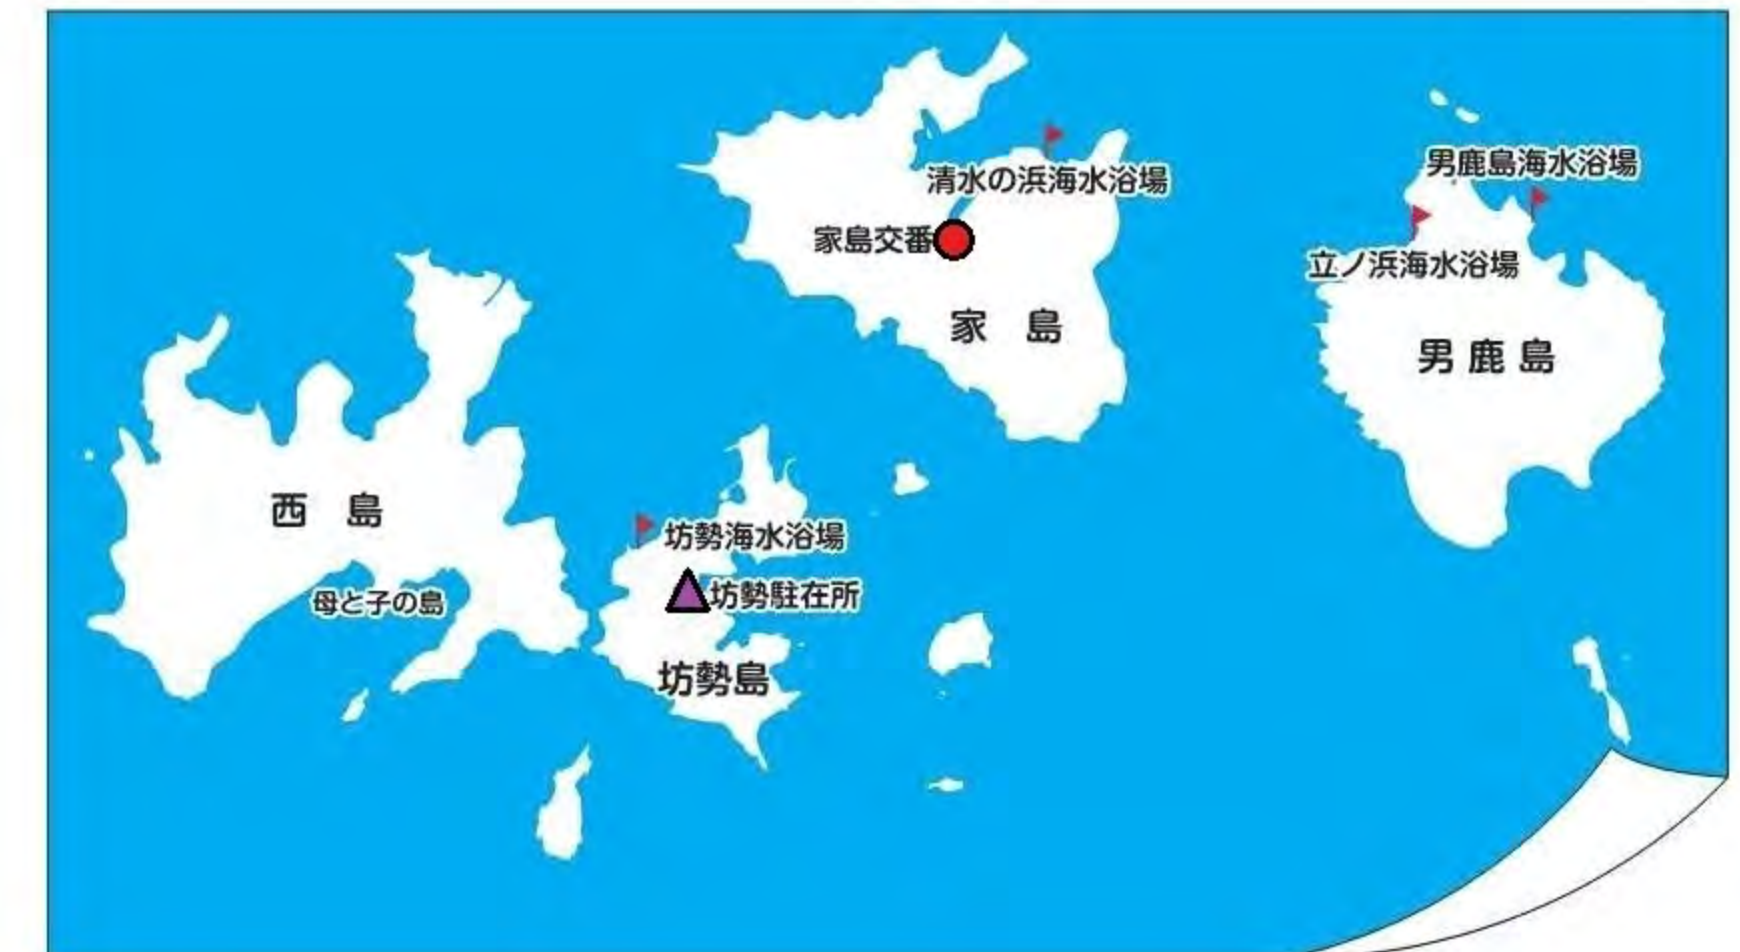 男鹿島海水浴場
清水の浜海水浴場
家島交番
立ノ浜海水浴場
家島
男鹿島
西島
坊勢海水浴場
坊勢駐在所
母と子の島
坊勢島